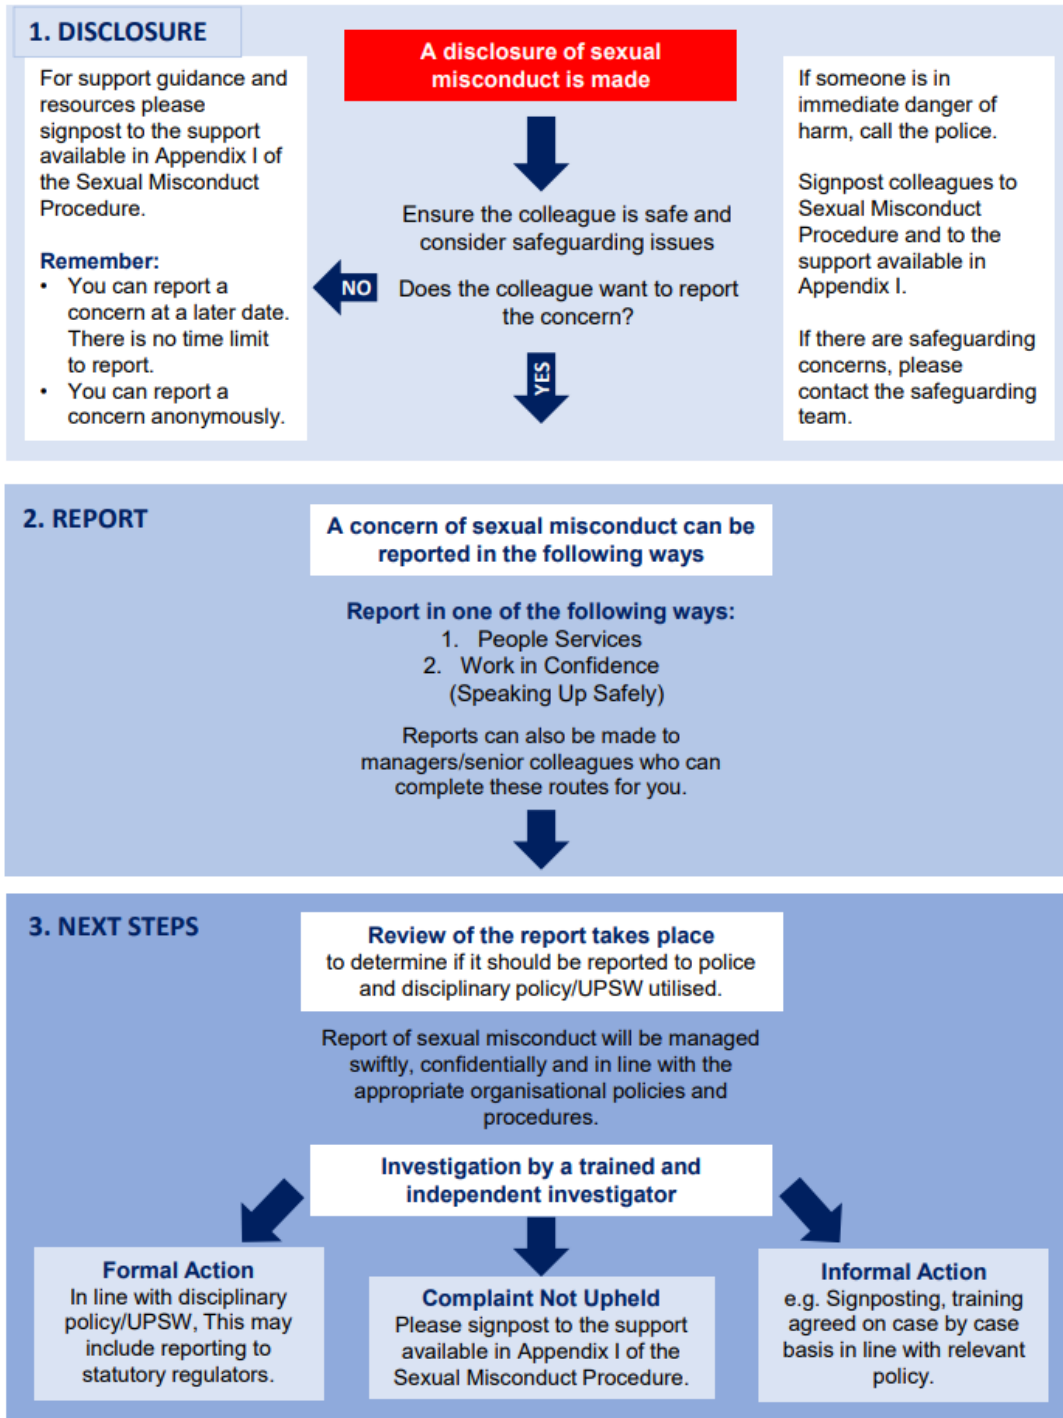 1. DISCLOSURE
A disclosure of sexual
misconduct is made
For support guidance and
resources please
signpost to the support
available in Appendix I of
the Sexual Misconduct
Procedure.
Remember:
• You can report a
concern at a later date.
There is no time limit
to report.
• You can report a
concern anonymously.
Ensure the colleague is safe and
consider safeguarding issues
NO
Does the colleague want to report
the concern?
YES
If someone is in
immediate danger of
harm, call the police.
Signpost colleagues to
Sexual Misconduct
Procedure and to the
support available in
Appendix I.
If there are safeguarding
concerns, please
contact the safeguarding
team.
2. REPORT
A concern of sexual misconduct can be
reported in the following ways
Report in one of the following ways:
1. People Services
2. Work in Confidence
(Speaking Up Safely)
Reports can also be made to
managers/senior colleagues who can
complete these routes for you.
3. NEXT STEPS
Review of the report takes place
to determine if it should be reported to police
and disciplinary policy/UPSW utilised.
Report of sexual misconduct will be managed
swiftly, confidentially and in line with the
appropriate organisational policies and
procedures.
Investigation by a trained and
independent investigator
Formal Action
In line with disciplinary
policy/UPSW, This may
include reporting to
statutory regulators.
Complaint Not Upheld
Please signpost to the support
available in Appendix I of the
Sexual Misconduct Procedure.
Informal Action
e.g. Signposting, training
agreed on case by case
basis in line with relevant
policy.